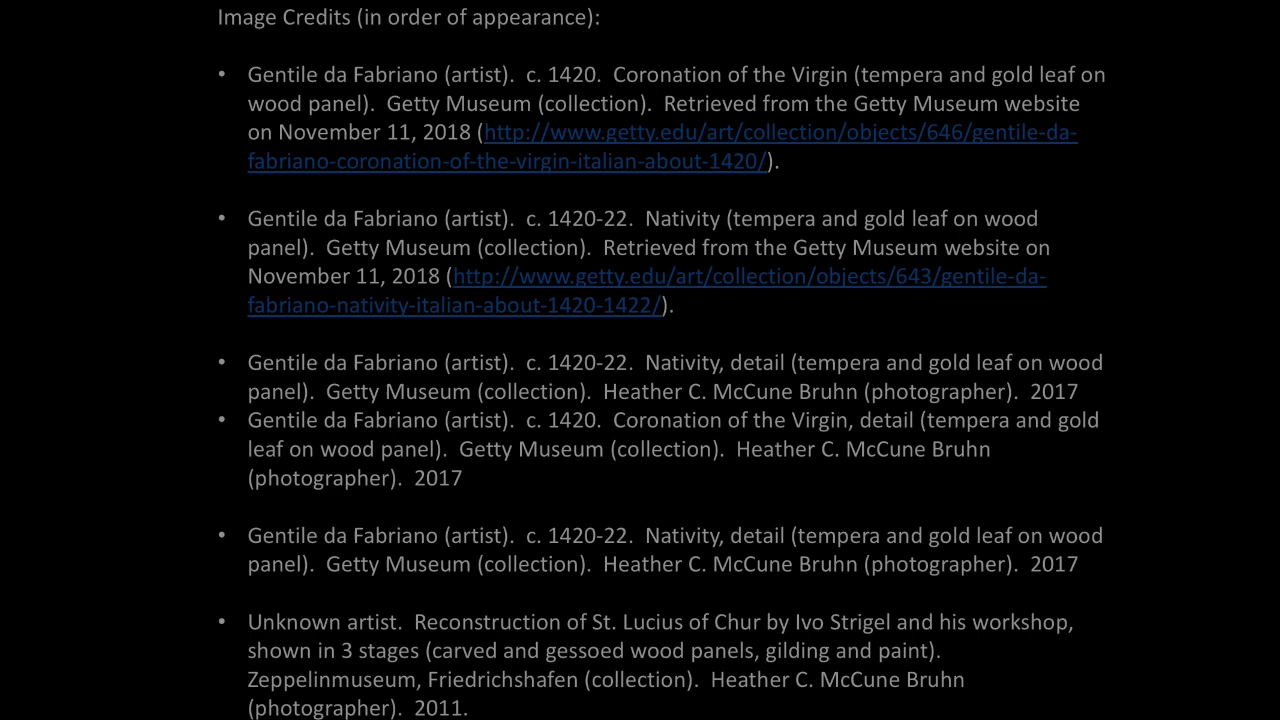 Image Credits (in order of appearance):
• Gentile da Fabriano (artist).  c. 1420.  Coronation of the Virgin (tempera and gold leaf on
wood panel).  Getty Museum (collection).  Retrieved from the Getty Museum website
on November 11, 2018 (http://www.getty.edu/art/collection/objects/646/gentile-da-
fabriano-coronation-of-the-virgin-italian-about-1420/).
• Gentile da Fabriano (artist).  c. 1420-22.  Nativity (tempera and gold leaf on wood
panel).  Getty Museum (collection).  Retrieved from the Getty Museum website on
November 11, 2018 (http://www.getty.edu/art/collection/objects/643/gentile-da-
fabriano-nativity-italian-about-1420-1422/).
• Gentile da Fabriano (artist).  c. 1420-22.  Nativity, detail (tempera and gold leaf on wood
panel).  Getty Museum (collection).  Heather C. McCune Bruhn (photographer).  2017
• Gentile da Fabriano (artist).  c. 1420.  Coronation of the Virgin, detail (tempera and gold
leaf on wood panel).  Getty Museum (collection).  Heather C. McCune Bruhn
(photographer).  2017
• Gentile da Fabriano (artist).  c. 1420-22.  Nativity, detail (tempera and gold leaf on wood
panel).  Getty Museum (collection).  Heather C. McCune Bruhn (photographer).  2017
• Unknown artist.  Reconstruction of St. Lucius of Chur by Ivo Strigel and his workshop,
shown in 3 stages (carved and gessoed wood panels, gilding and paint).
Zeppelinmuseum, Friedrichshafen (collection).  Heather C. McCune Bruhn
(photographer).  2011.